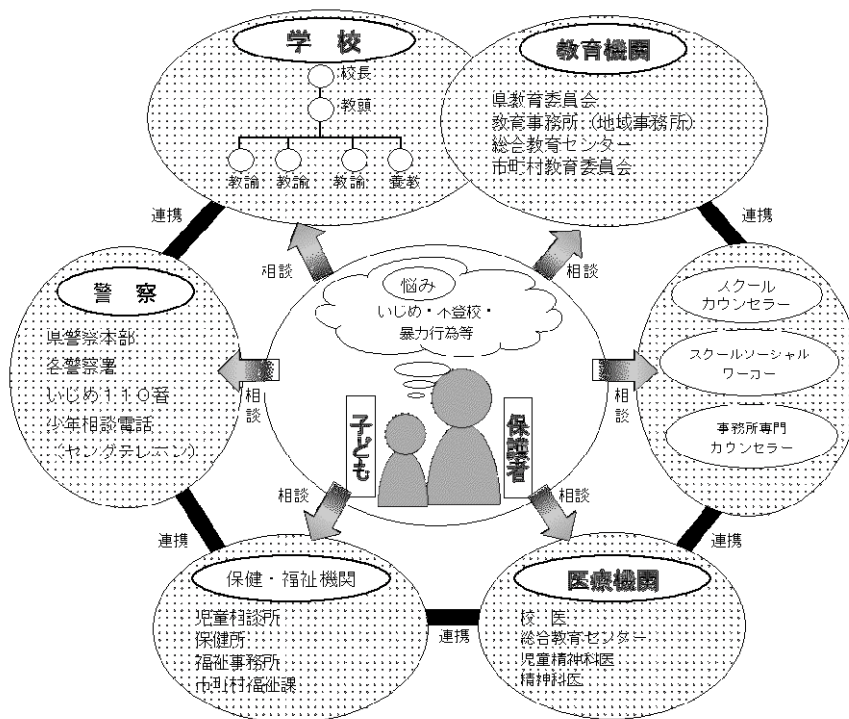 学 校
校長
教頭
教諭 教諭 教諭 養教
教育機関
県教育委員会
教育事務所（地域事務所）
総合教育センター
市町村教育委員会
連携
連携
相談
相談
悩み
いじめ・不登校・
暴力行為等
警 察
県警察本部
各警察署
いじめ１１０番
少年相談電話
（ヤングテレホン）
スクール
カウンセラー
スクールソーシャル
ワーカー
事務所専門
カウンセラー
相談
相談
子ども
保護者
相談
相談
連携
連携
保健・福祉機関
児童相談所
保健所
福祉事務所
市町村福祉課
連携
医療機関
校 医
総合教育センター
児童精神科医
精神科医